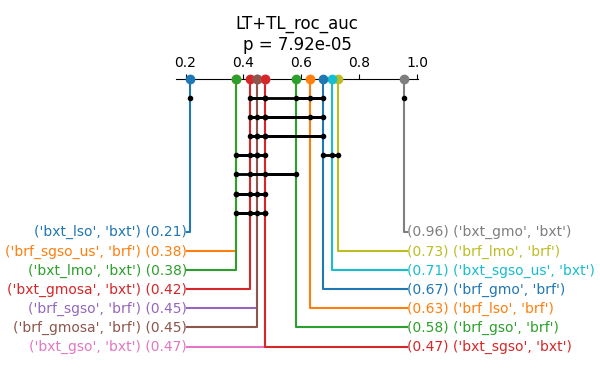 LT+TL_roc_auc
p = 7.92e-05
0.2 0.4 0.6 0.8 1.0
('bxt_lso', 'bxt') (0.21)
('brf_sgso_us', 'brf') (0.38)
('bxt_lmo', 'bxt') (0.38)
('bxt_gmosa', 'bxt') (0.42)
('brf_sgso', 'brf') (0.45)
('brf_gmosa', 'brf') (0.45)
('bxt_gso', 'bxt') (0.47)
(0.96) ('bxt_gmo', 'bxt')
(0.73) ('brf_lmo', 'brf')
(0.71) ('bxt_sgso_us', 'bxt')
(0.67) ('brf_gmo', 'brf')
(0.63) ('brf_lso', 'brf')
(0.58) ('brf_gso', 'brf')
(0.47) ('bxt_sgso', 'bxt')